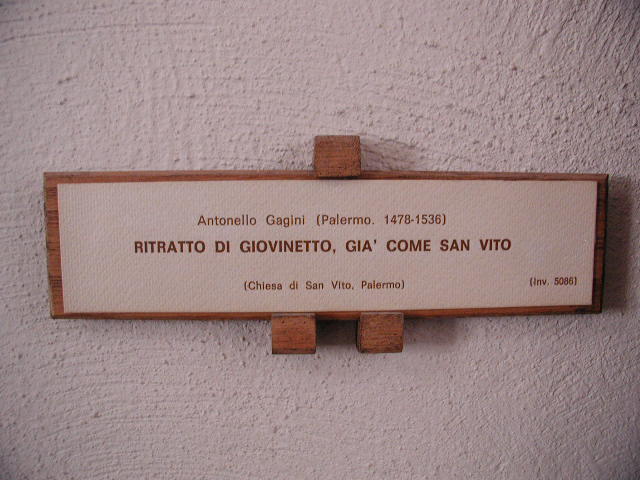 Antonello Gagini (Palermo. 1478-1536)
RITRATTO DI GIOVINETTO, GIA' COME SAN VITO
(Chiesa di San Vito, Palermo) (Inv. 5086)